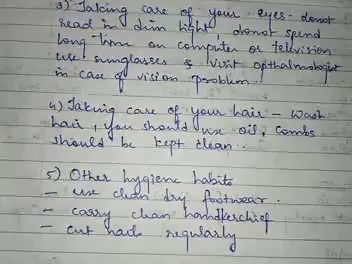 3) Taking care of your eyes - donot
read in dim light, donot spend
long time on computer or television
use sunglasses & visit opthalmologist
in case of vision problem.
4) Taking care of your hair - wash
hair, you should use oil, combs
should be kept clean.
5) Other hygiene habits
- use clean dry footwear.
- carry clean handkerchief
- cut nails regularly